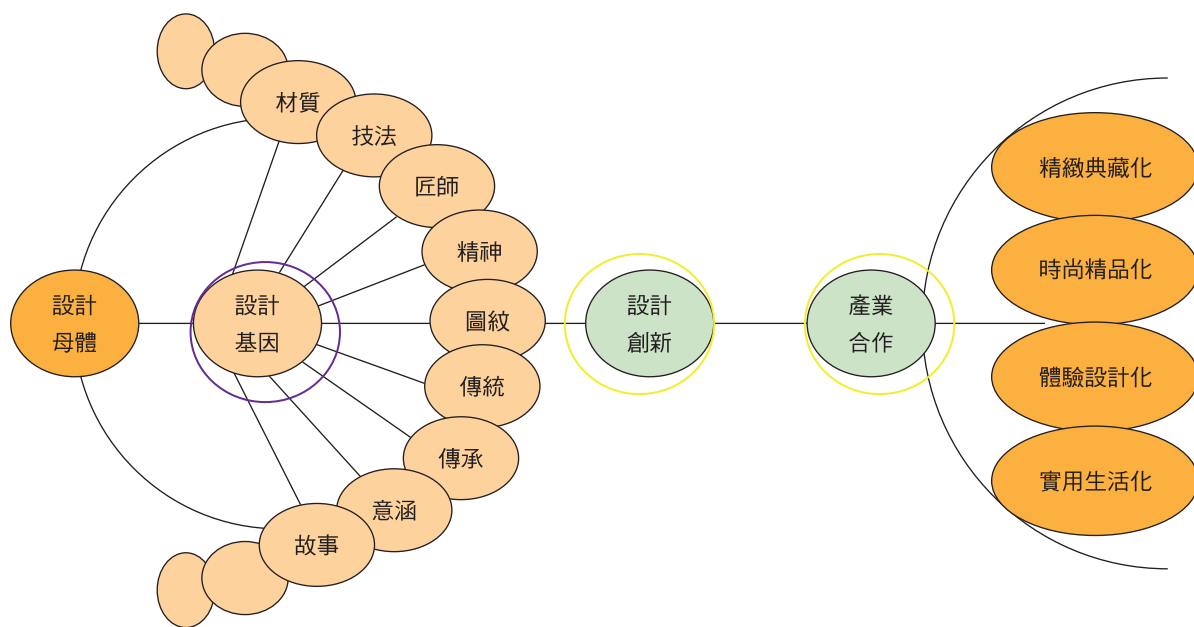 材質
技法
匠師
精神
圖紋
傳統
傳承
意涵
故事
設計
母體
設計
基因
設計
創新
產業
合作
精緻典藏化
時尚精品化
體驗設計化
實用生活化